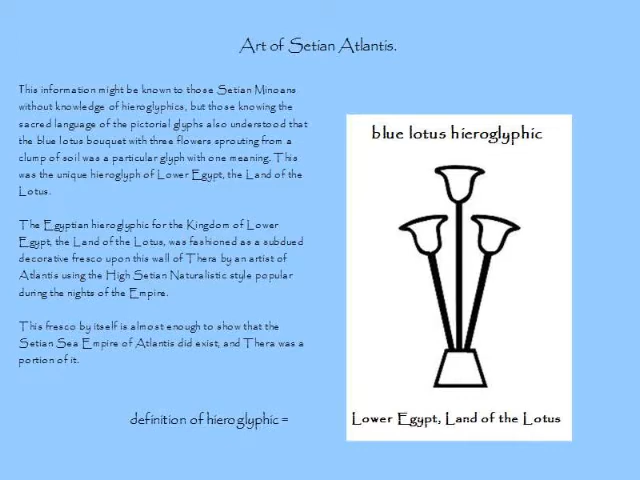 Art of Setian Atlantis.
This information might be known to those Setian Minoans
without knowledge of hieroglyphics, but those knowing the
sacred language of the pictorial glyphs also understood that
the blue lotus bouquet with three flowers sprouting from a
clump of soil was a particular glyph with one meaning. This
was the unique hieroglyph of Lower Egypt, the Land of the
Lotus.
The Egyptian hieroglyphic for the Kingdom of Lower
Egypt, the Land of the Lotus, was fashioned as a subdued
decorative fresco upon this wall of Thera by an artist of
Atlantis using the High Setian Naturalistic style popular
during the nights of the Empire.
This fresco by itself is almost enough to show that the
Setian Sea Empire of Atlantis did exist, and Thera was a
portion of it.
definition of hieroglyphic =
blue lotus hieroglyphic
Lower Egypt, Land of the Lotus